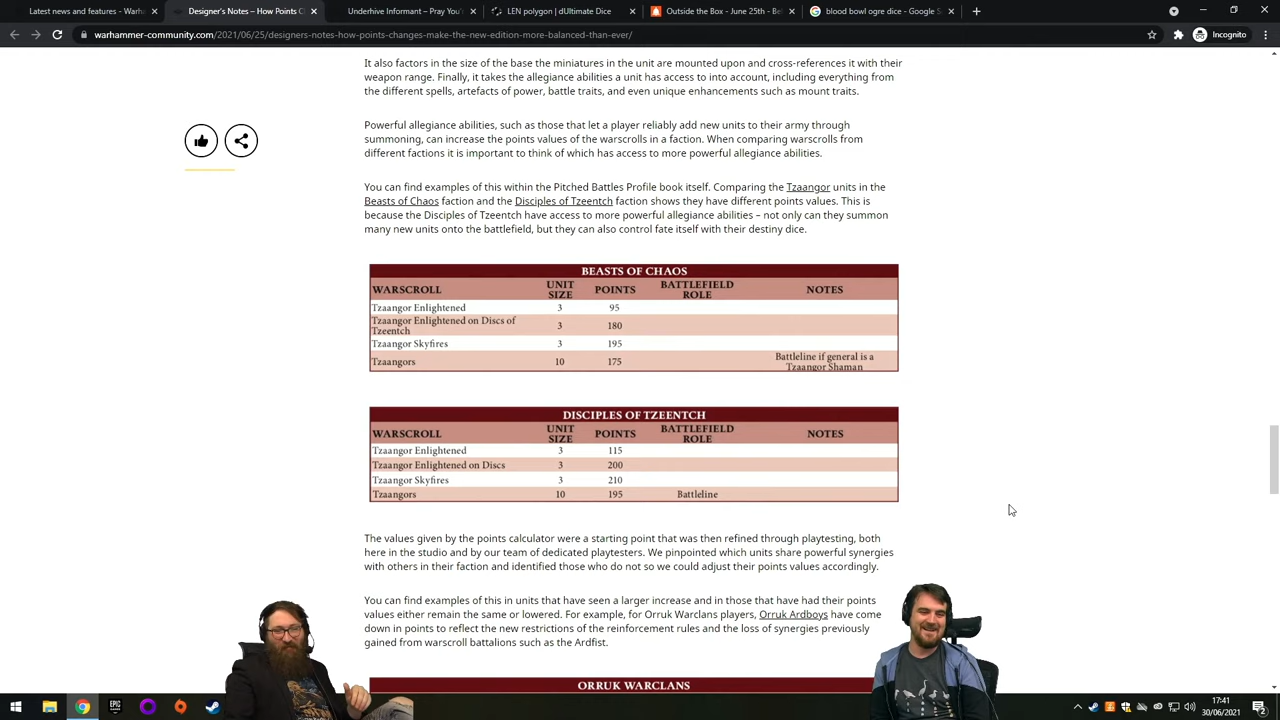 Latest news and features - Warha
Designer's Notes – How Points C
Underhive Informant – Pray You'
LEN polygon | dUltimate Dice
Outside the Box - June 25th - Bel
blood bowl ogre dice - Google S
warhammer-community.com/2021/06/25/designers-notes-how-points-changes-make-the-new-edition-more-balanced-than-ever/
Incognito
It also factors in the size of the base the miniatures in the unit are mounted upon and cross-references it with their
weapon range. Finally, it takes the allegiance abilities a unit has access to into account, including everything from
the different spells, artefacts of power, battle traits, and even unique enhancements such as mount traits.
Powerful allegiance abilities, such as those that let a player reliably add new units to their army through
summoning, can increase the points values of the warscrolls in a faction. When comparing warscrolls from
different factions it is important to think of which has access to more powerful allegiance abilities.
You can find examples of this within the Pitched Battles Profile book itself. Comparing the Tzaangor units in the
Beasts of Chaos faction and the Disciples of Tzeentch faction shows they have different points values. This is
because the Disciples of Tzeentch have access to more powerful allegiance abilities – not only can they summon
many new units onto the battlefield, but they can also control fate itself with their destiny dice.
BEASTS OF CHAOS
WARSCROLL UNIT SIZE POINTS BATTLEFIELD ROLE NOTES
Tzaangor Enlightened 3 95
Tzaangor Enlightened on Discs of Tzeentch 3 180
Tzaangor Skyfires 3 195
Tzaangors 10 175 Battleline if general is a Tzaangor Shaman
DISCIPLES OF TZEENTCH
WARSCROLL UNIT SIZE POINTS BATTLEFIELD ROLE NOTES
Tzaangor Enlightened 3 115
Tzaangor Enlightened on Discs 3 200
Tzaangor Skyfires 3 210
Tzaangors 10 195 Battleline
The values given by the points calculator were a starting point that was then refined through playtesting, both
here in the studio and by our team of dedicated playtesters. We pinpointed which units share powerful synergies
with others in their faction and identified those who do not so we could adjust their points values accordingly.
You can find examples of this in units that have seen a larger increase and in those that have had their points
values either remain the same or lowered. For example, for Orruk Warclans players, Orruk Ardboys have come
down in points to reflect the new restrictions of the reinforcement rules and the loss of synergies previously
gained from warscroll battalions such as the Ardfist.
ORRUK WARCLANS
EPIC
17:41
30/06/2021
2